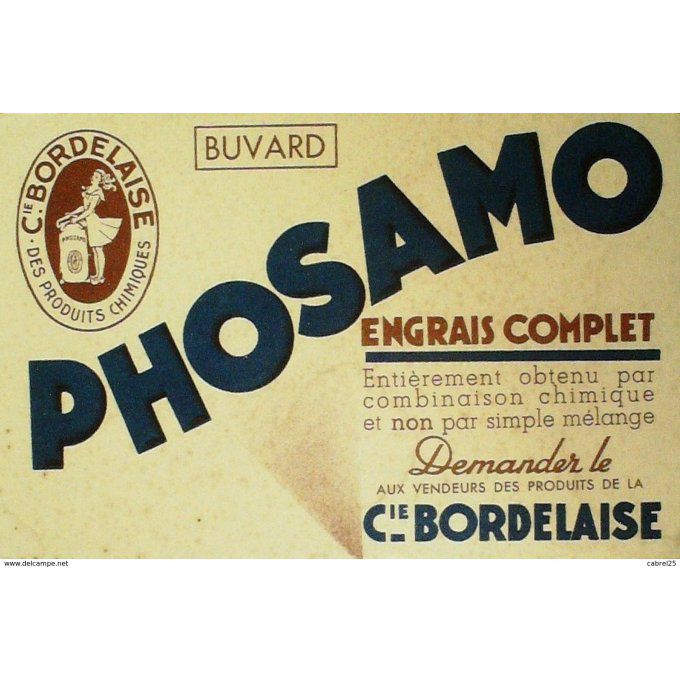 BUVARD
CIE BORDELAISE
DES PRODUITS CHIMIQUES
PHOSAMO
PHOSAMO
ENGRAIS COMPLET
Entièrement obtenu par
combinaison chimique
et non par simple mélange
Demandez le
AUX VENDEURS DES PRODUITS DE LA
CIE BORDELAISE
www.delcampe.net
cabrel25